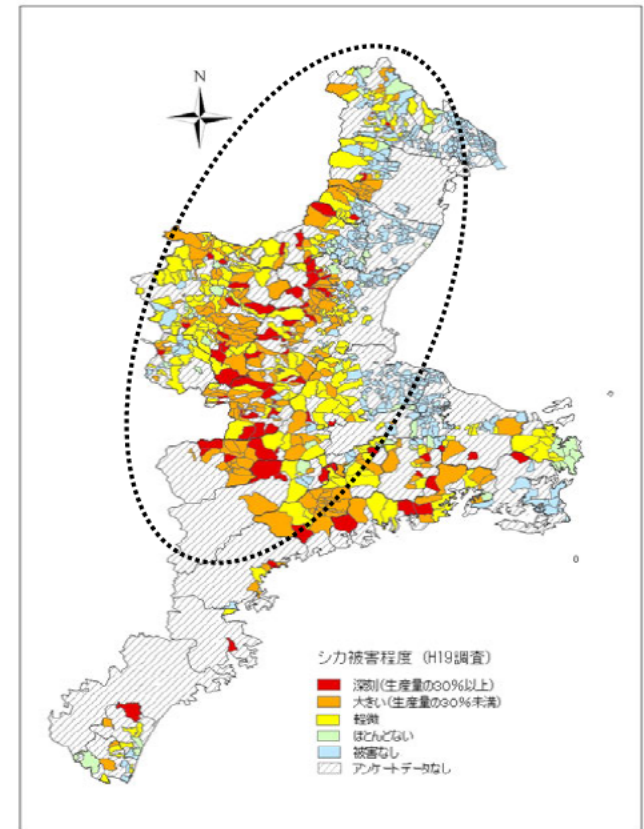 N
シカ被害程度 (H19調査)
深刻(生産量の30%以上)
大きい(生産量の30%未満)
軽微
ほとんどない
被害なし
アンケートデータなし